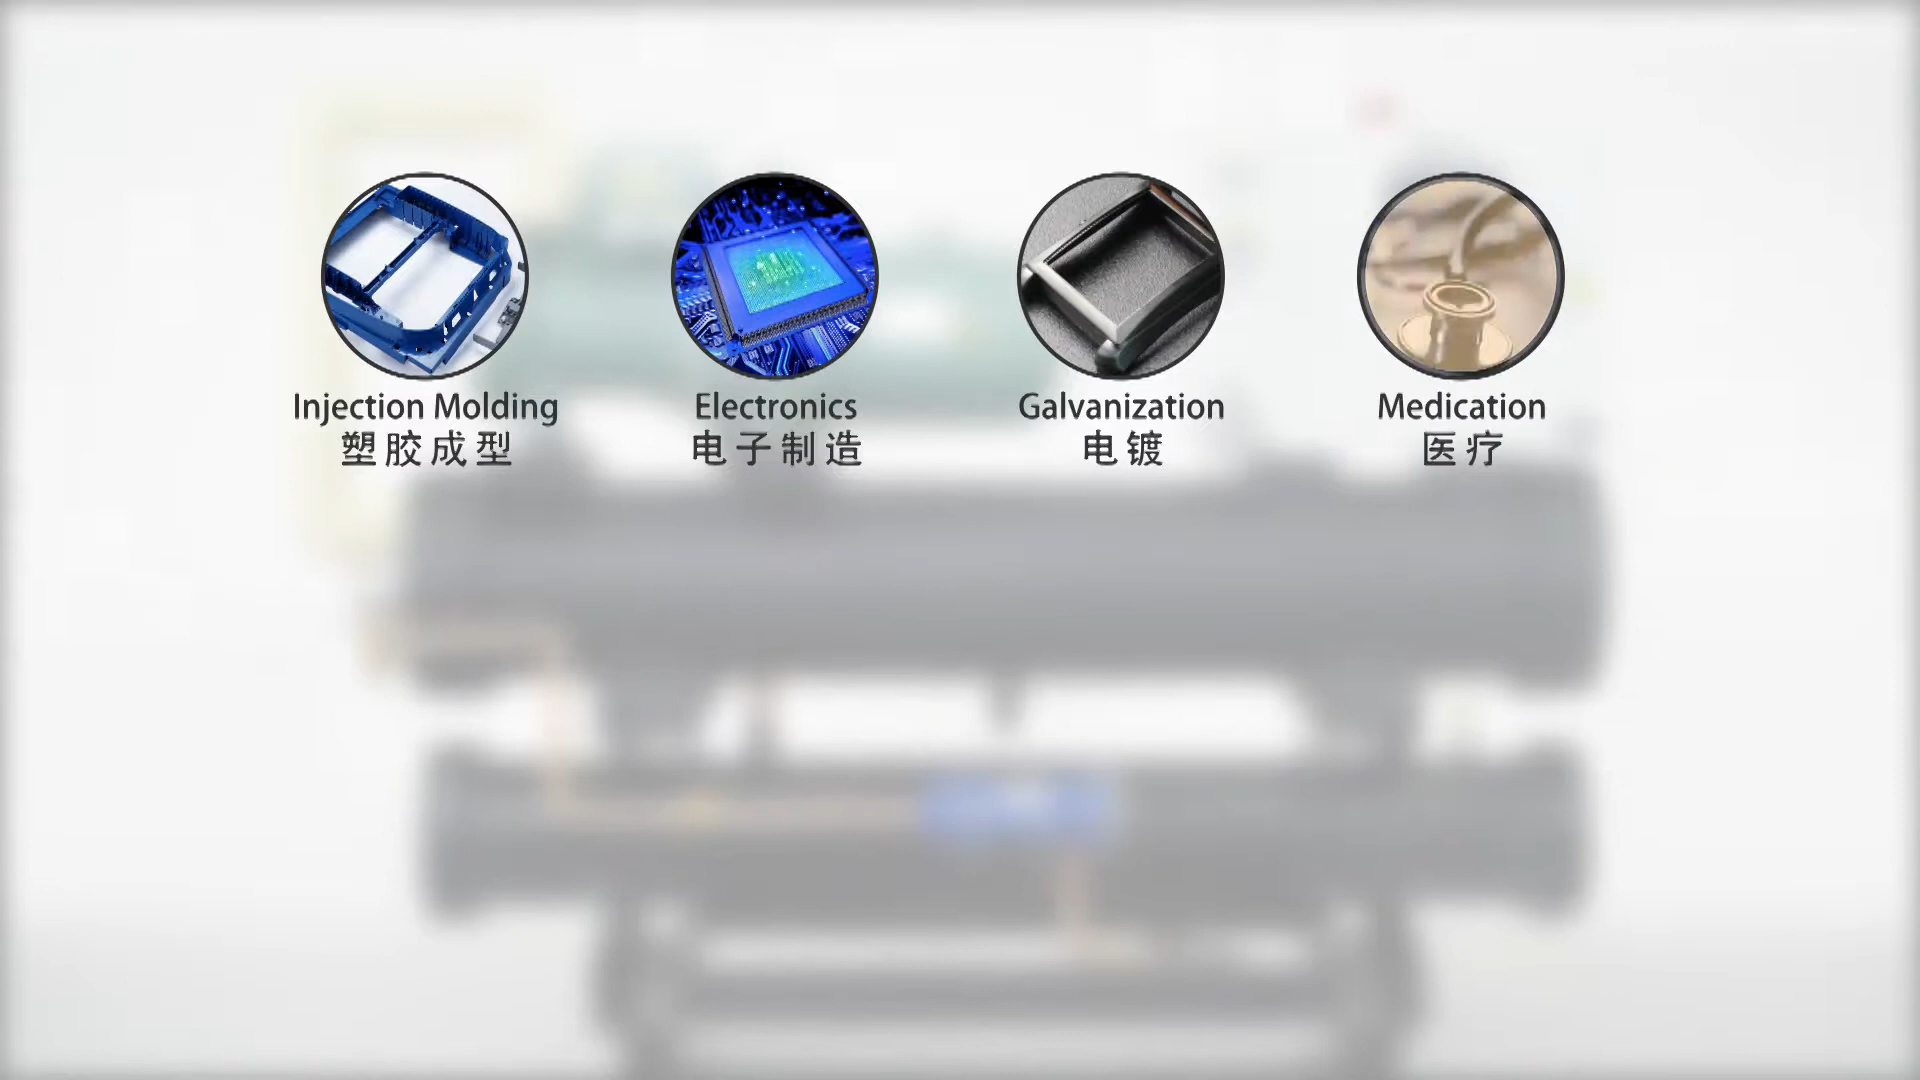 Injection Molding
塑胶成型
Electronics
电子制造
Galvanization
电镀
Medication
医疗